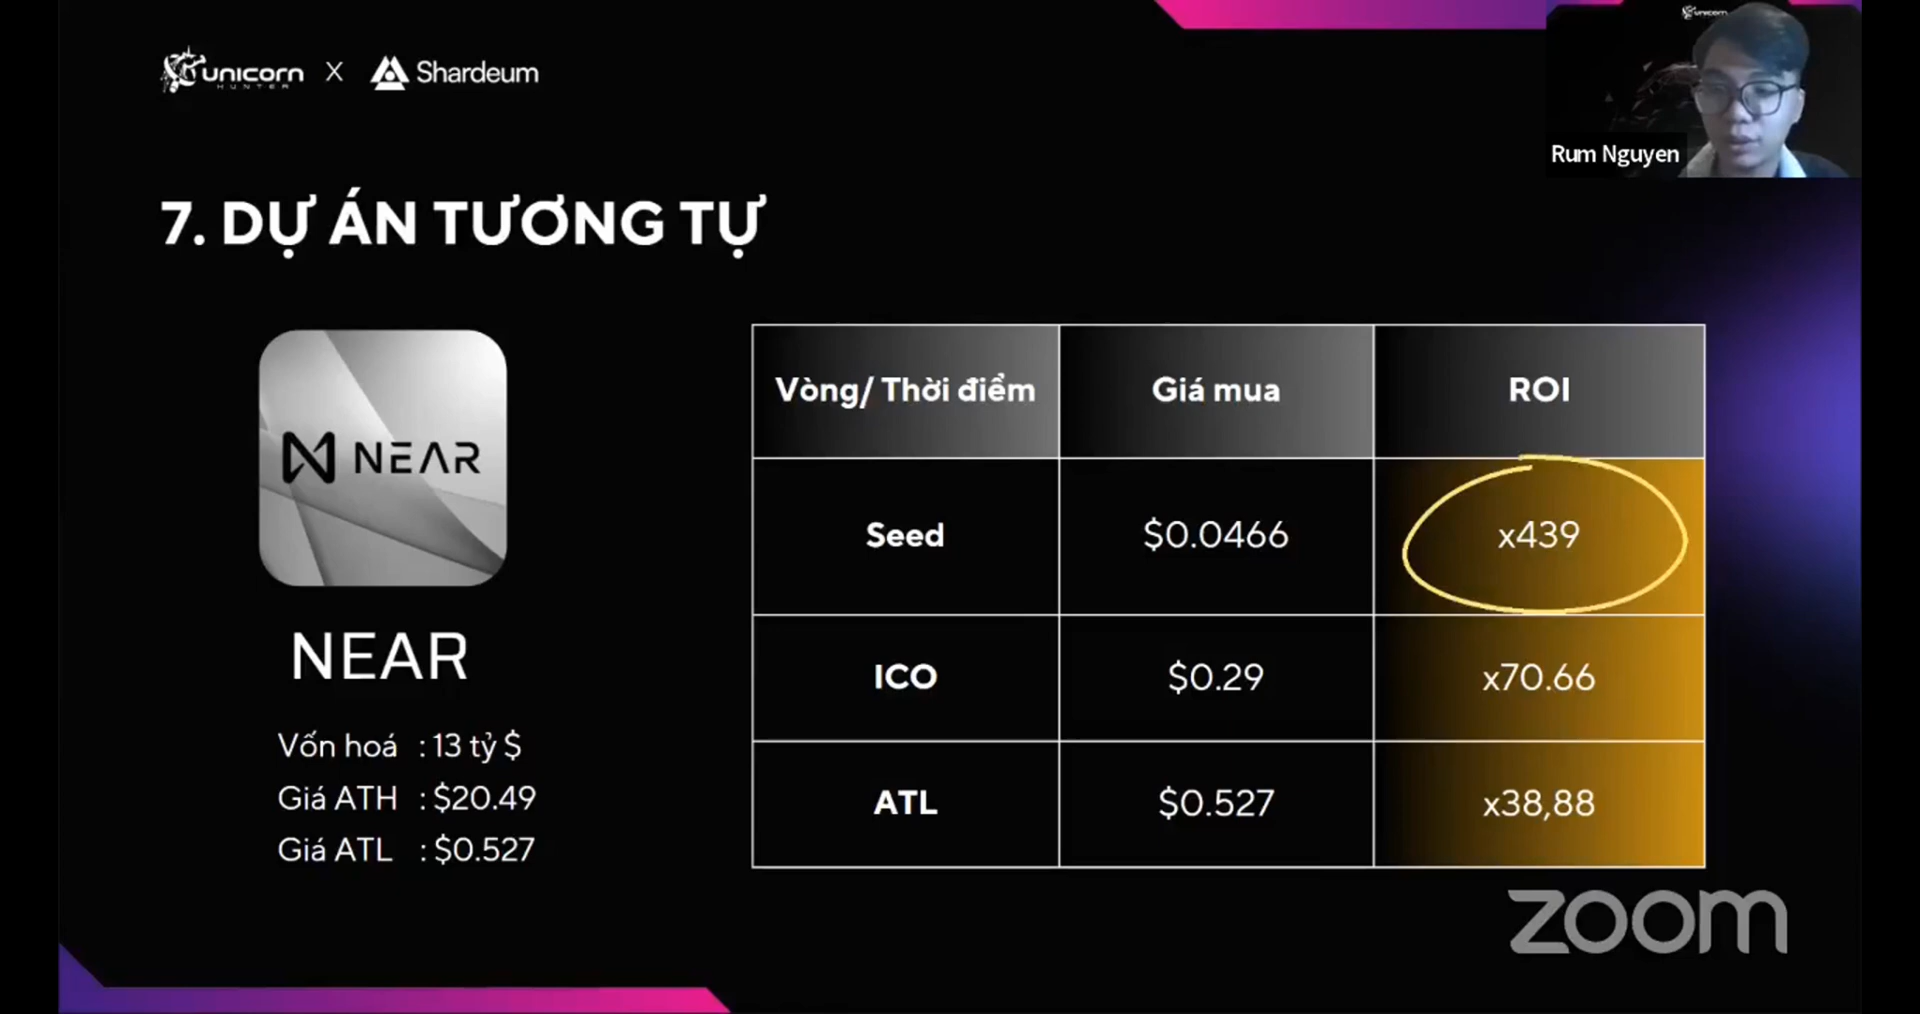 unicorn
HUNTER
X
Shardeum
unicorn
Rum Nguyen
7. DỰ ÁN TƯƠNG TỰ
NEAR
NEAR
Vốn hoá : 13 tỷ $
Giá ATH : $20.49
Giá ATL : $0.527
Vòng/ Thời điểm Giá mua ROI
Seed $0.0466 x439
ICO $0.29 x70.66
ATL $0.527 x38,88
zoom